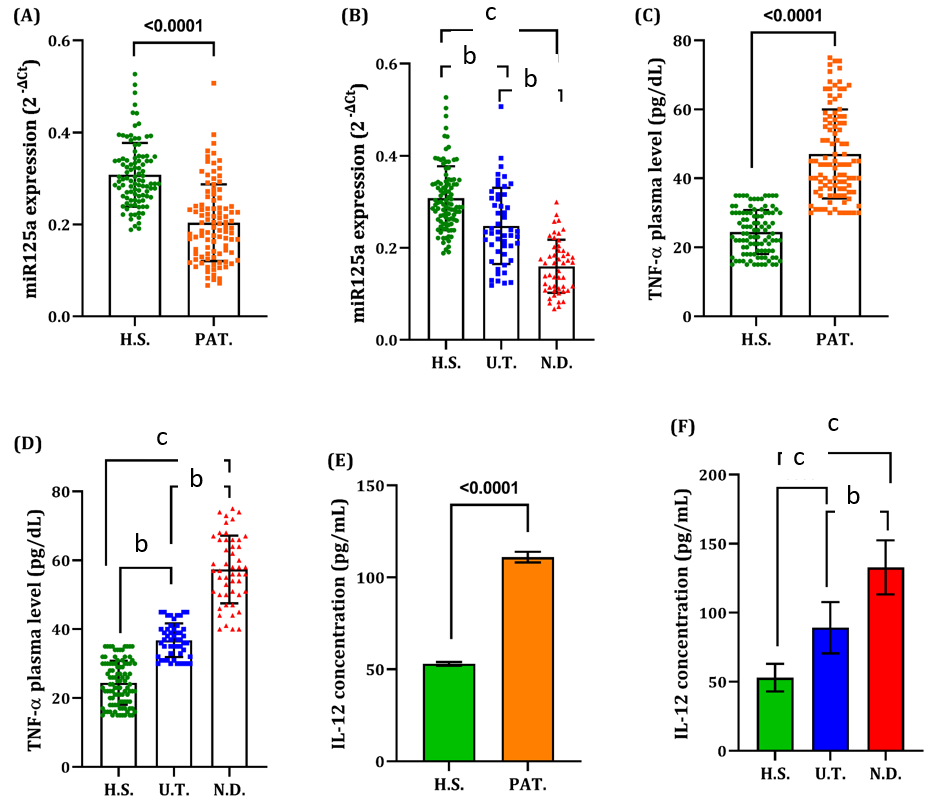 (A)
<0.0001
miR125a expression (2^-ΔCt)
0.6
0.4
0.2
0.0
H.S. PAT.
(B)
c
b
b
miR125a expression (2^-ΔCt)
0.6
0.4
0.2
0.0
H.S. U.T. N.D.
(C)
<0.0001
TNF-α plasma level (pg/dL)
80
60
40
20
0
H.S. PAT.
(D)
c
b
b
TNF-α plasma level (pg/dL)
80
60
40
20
0
H.S. U.T. N.D.
(E)
<0.0001
IL-12 concentration (pg/mL)
150
100
50
0
H.S. PAT.
(F)
c
c
b
IL-12 concentration (pg/mL)
200
150
100
50
0
H.S. U.T. N.D.